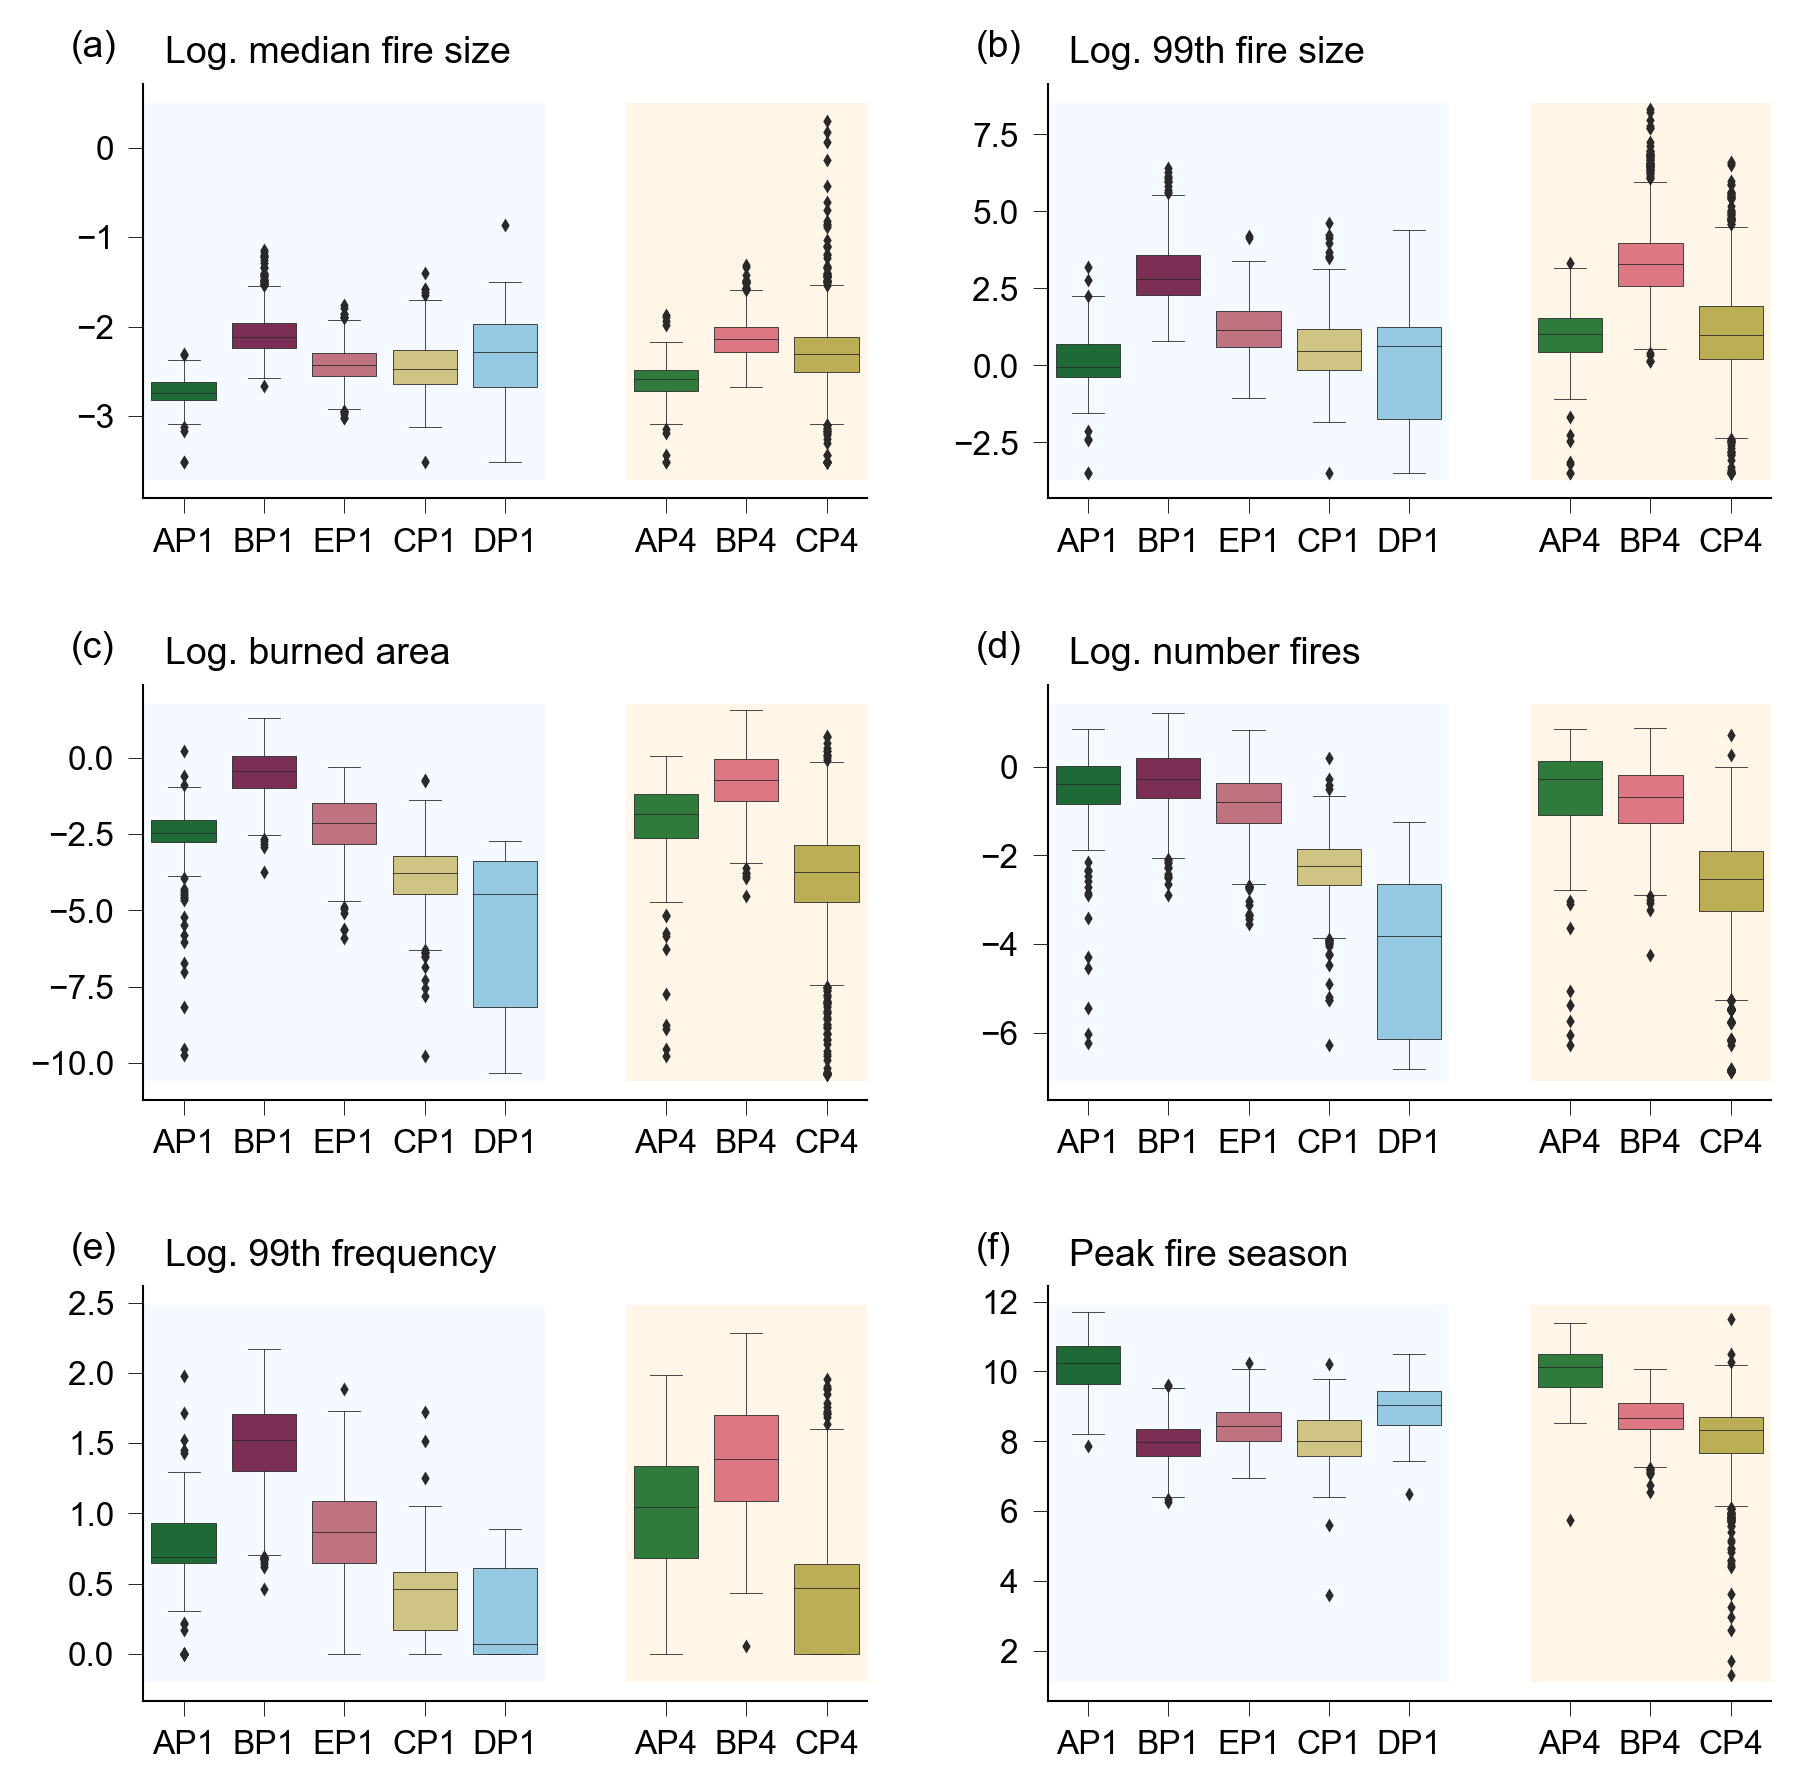 (a) Log. median fire size
0
−1
−2
−3
AP1 BP1 EP1 CP1 DP1 AP4 BP4 CP4
(b) Log. 99th fire size
7.5
5.0
2.5
0.0
−2.5
AP1 BP1 EP1 CP1 DP1 AP4 BP4 CP4
(c) Log. burned area
0.0
−2.5
−5.0
−7.5
−10.0
AP1 BP1 EP1 CP1 DP1 AP4 BP4 CP4
(d) Log. number fires
0
−2
−4
−6
AP1 BP1 EP1 CP1 DP1 AP4 BP4 CP4
(e) Log. 99th frequency
2.5
2.0
1.5
1.0
0.5
0.0
AP1 BP1 EP1 CP1 DP1 AP4 BP4 CP4
(f) Peak fire season
12
10
8
6
4
2
AP1 BP1 EP1 CP1 DP1 AP4 BP4 CP4